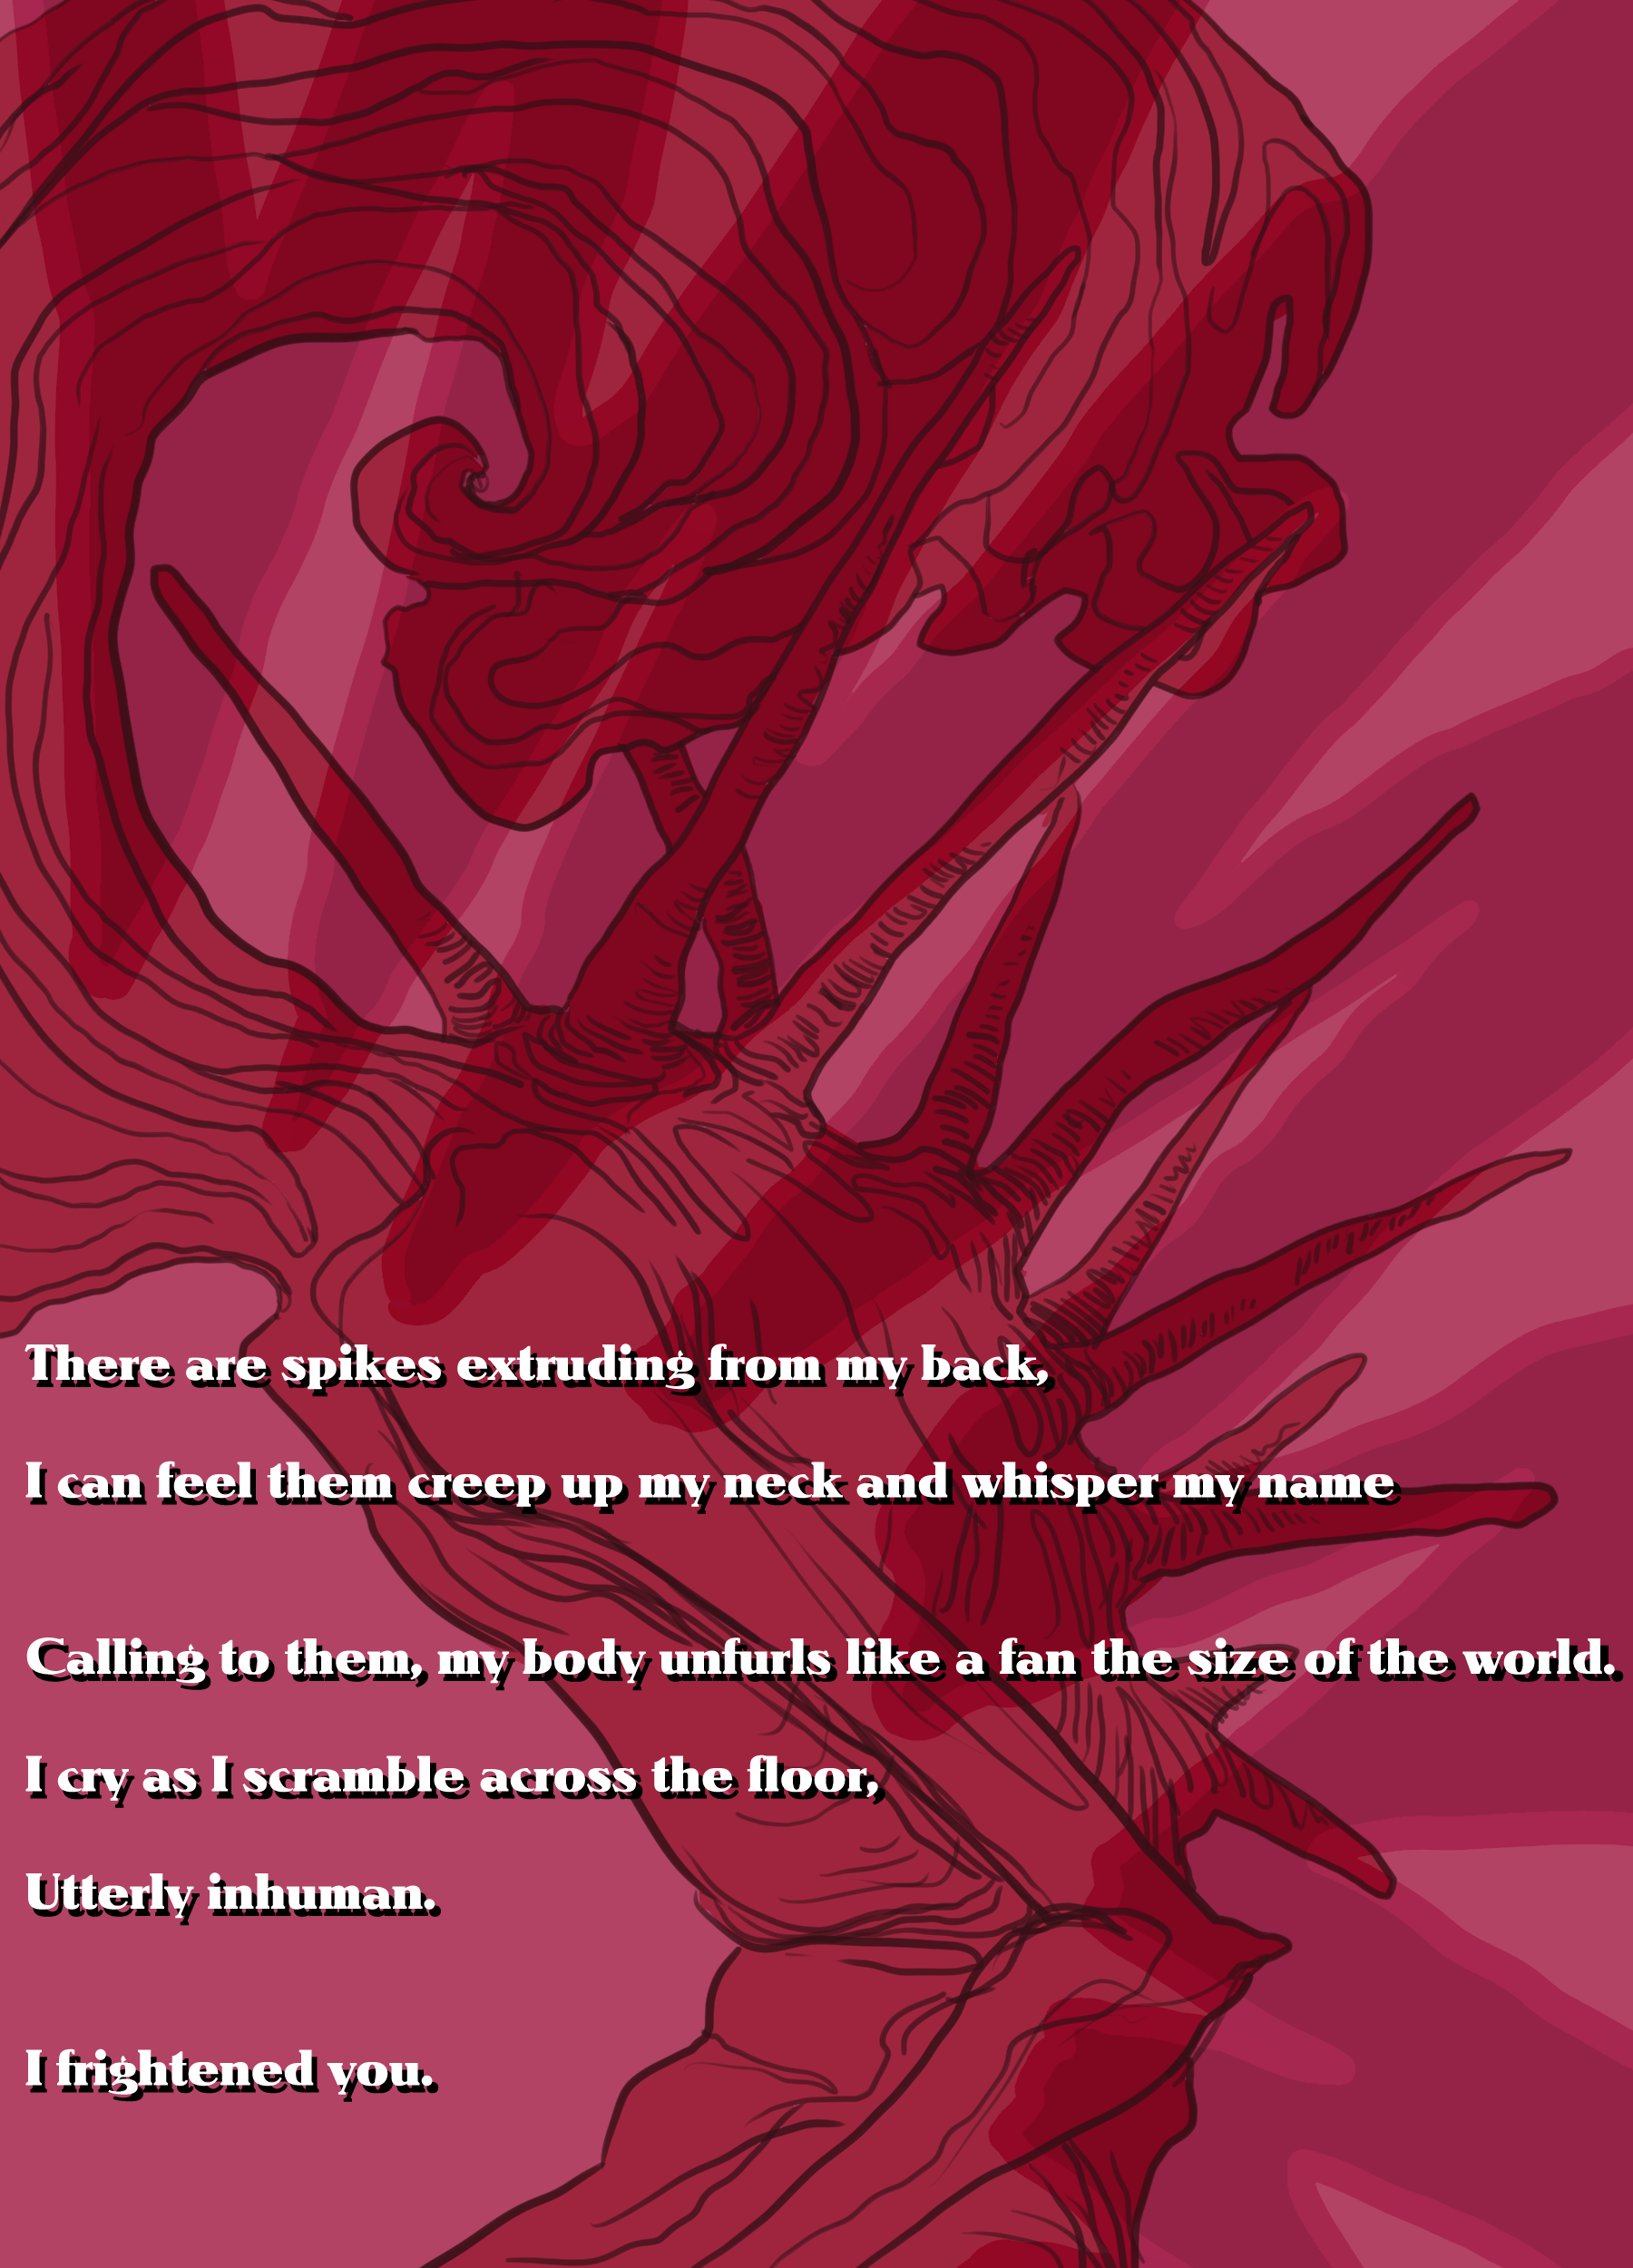 There are spikes extruding from my back,
I can feel them creep up my neck and whisper my name
Calling to them, my body unfurls like a fan the size of the world.
I cry as I scramble across the floor,
Utterly inhuman.
I frightened you.